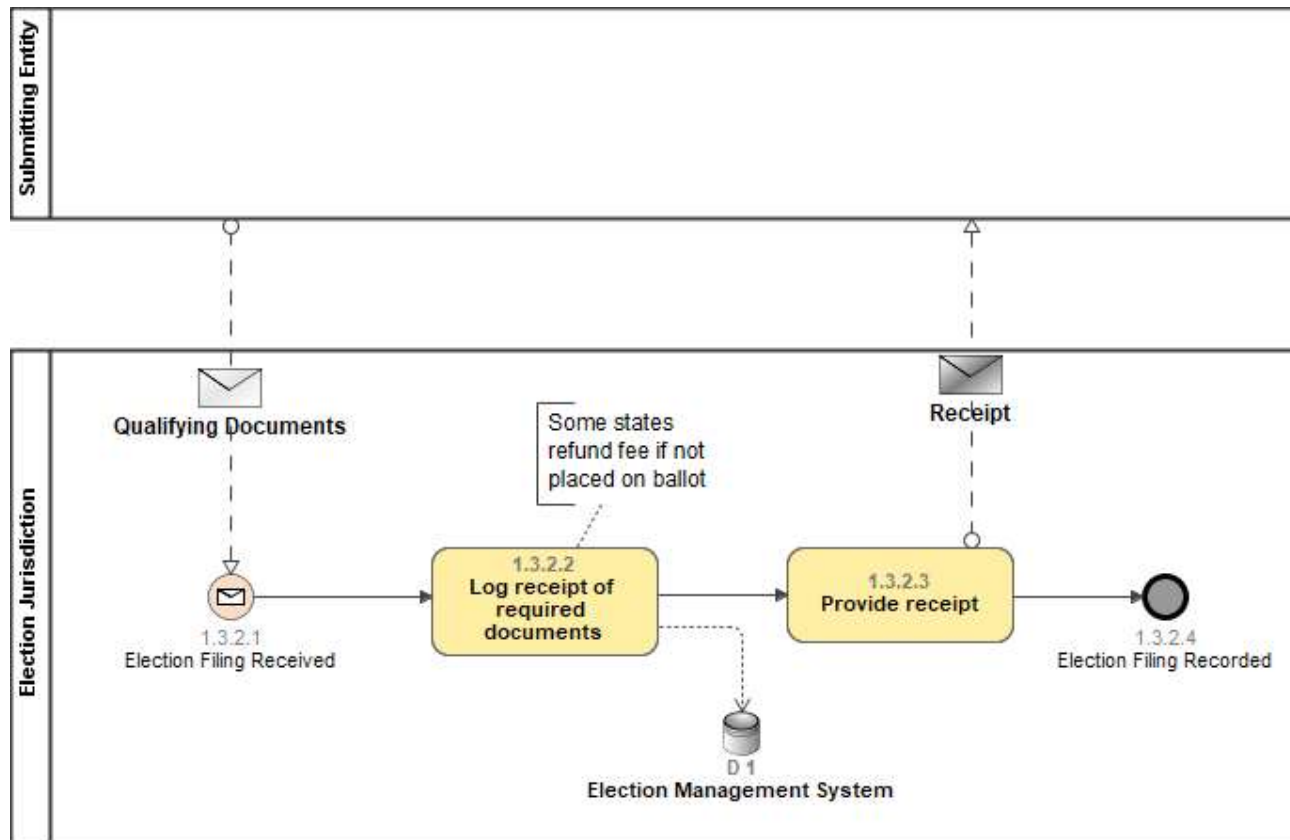 Submitting Entity
Election Jurisdiction
Qualifying Documents
Receipt
Some states
refund fee if not
placed on ballot
1.3.2.1
Election Filing Received
1.3.2.2
Log receipt of
required
documents
1.3.2.3
Provide receipt
1.3.2.4
Election Filing Recorded
D 1
Election Management System